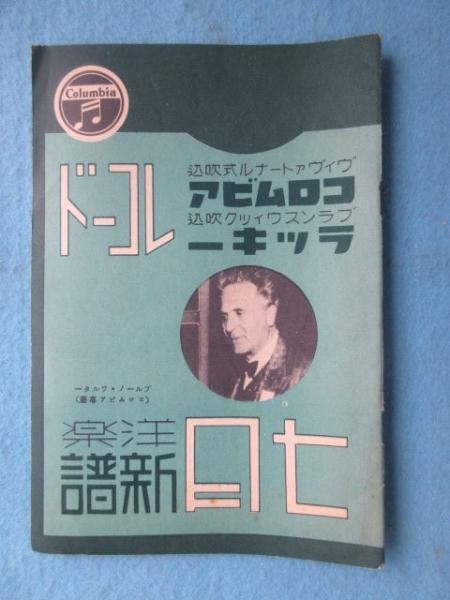 Columbia
ヴィヴァトーナル式吹込
コロムビア
ブランスウィック吹込
ラッキー
レコード
ブルーノ・ワルター
(コロムビア専屬)
七月
洋楽
新譜